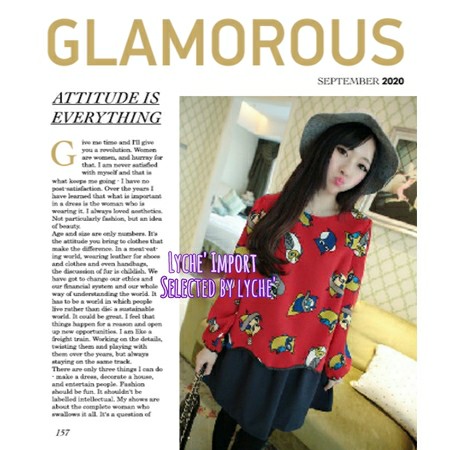 GLAMOROUS
SEPTEMBER 2020
ATTITUDE IS
EVERYTHING
Give me time and I'll give
you a revolution. Women
are women, and hurray for
that. I am never satisfied
with myself and that is
what keeps me going - I have no
post-satisfaction. Over the years I
have learned that what is important
in a dress is the woman who is
wearing it. I always loved aesthetics.
Not particularly fashion, but an idea
of beauty.
Age and size are only numbers. It's
the attitude you bring to clothes that
make the difference. In a meat-eat-
ing world, wearing leather for shoes
and clothes and even handbags,
the discussion of fur is childish. We
have got to change our ethics and
our financial system and our whole
way of understanding the world. It
has to be a world in which people
live rather than die; a sustainable
world. It could be great. I feel that
things happen for a reason and open
up new opportunities. I am like a
freight train. Working on the details,
twisting them and playing with
them over the years, but always
staying on the same track.
There are only three things I can do
- make a dress, decorate a house,
and entertain people. Fashion
should be fun. It shouldn't be
labelled intellectual. My shows are
about the complete woman who
swallows it all. It's a question of
157
Lyche' Import
Selected by lyche'